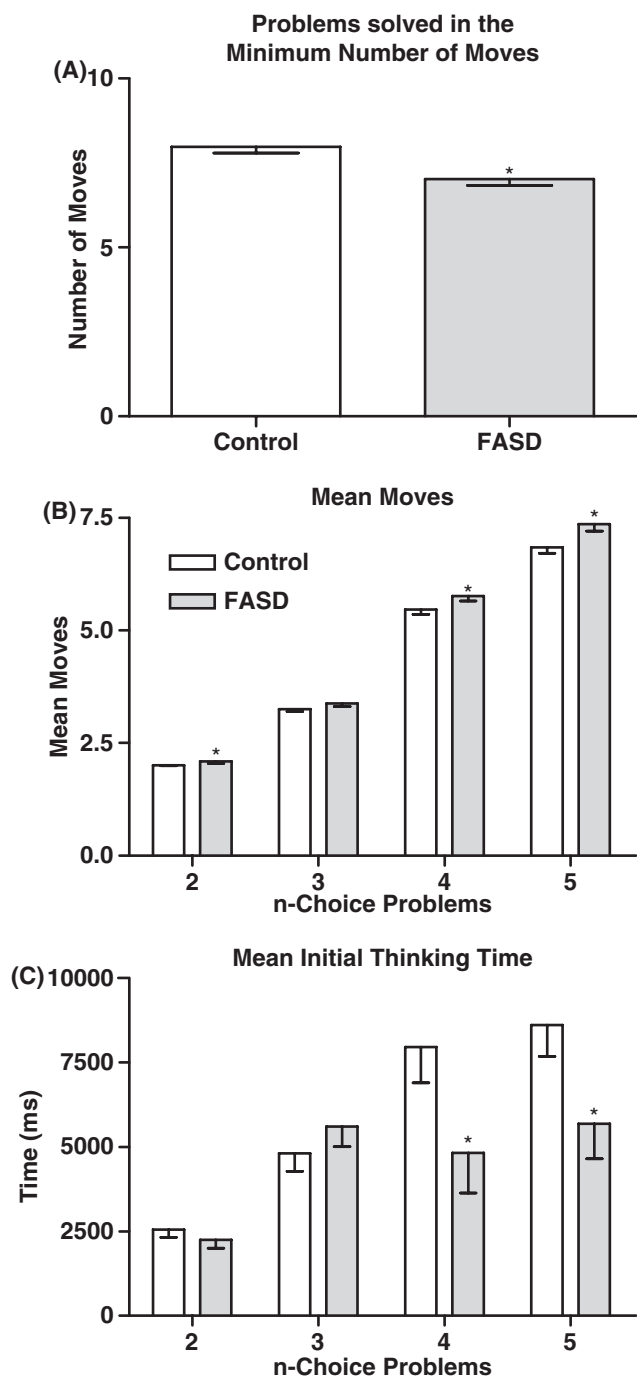 Problems solved in the
Minimum Number of Moves
(A)
10
5
0
Number of Moves
*
Control
FASD
Mean Moves
(B)
7.5
5.0
2.5
0.0
Mean Moves
Control
FASD
*
*
*
2 3 4 5
n-Choice Problems
Mean Initial Thinking Time
(C)
10000
7500
5000
2500
0
Time (ms)
*
*
2 3 4 5
n-Choice Problems